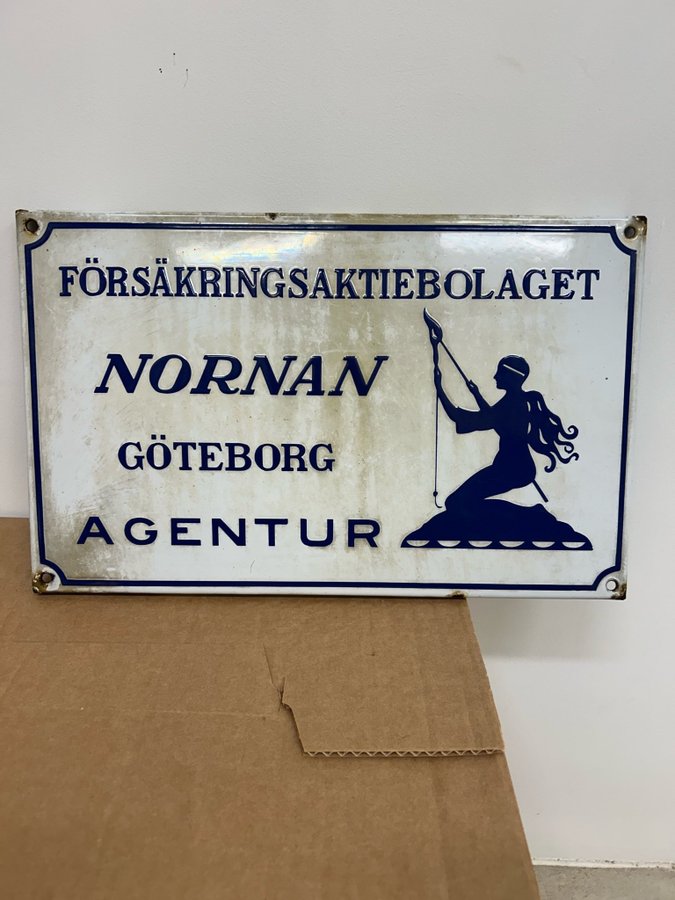 FÖRSÄKRINGSAKTIEBOLAGET
NORNAN
GÖTEBORG
AGENTUR